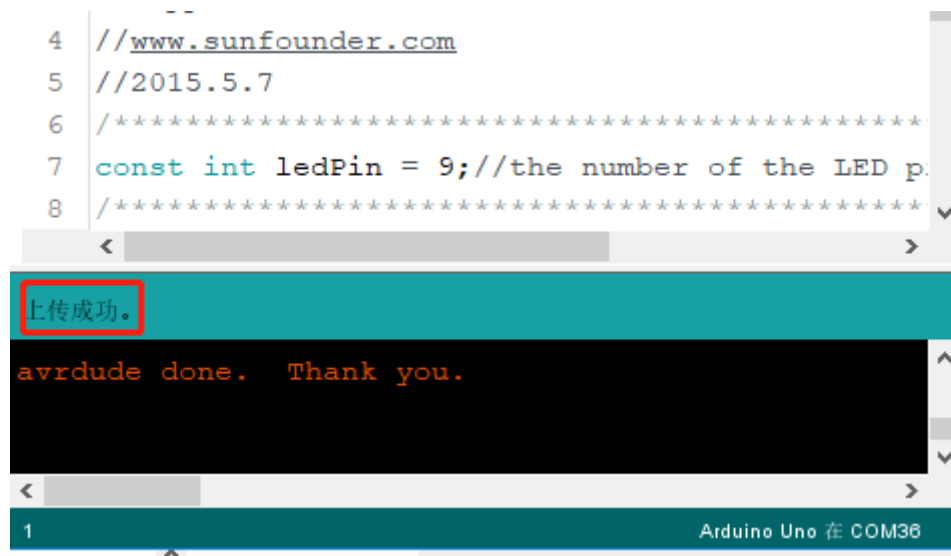 4 //www.sunfounder.com
5 //2015.5.7
6 /*********************************************
7 const int ledPin = 9;//the number of the LED
8 /*********************************************
上传成功。
avrdude done. Thank you.
1
Arduino Uno 在 COM36